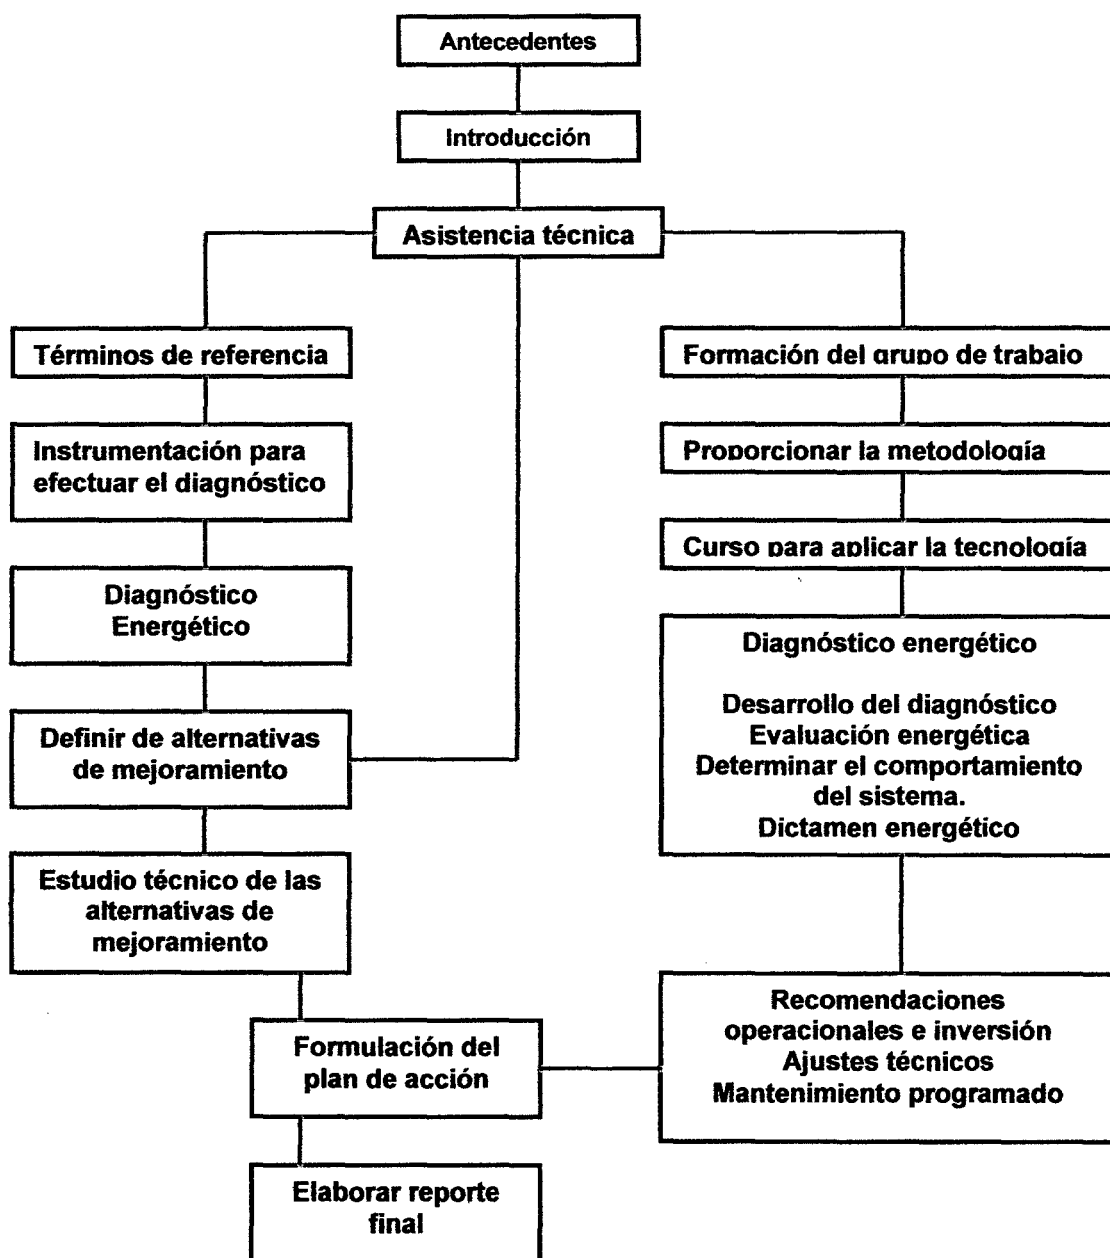 Antecedentes
Introducción
Asistencia técnica
Términos de referencia
Instrumentación para
efectuar el diagnóstico
Diagnóstico
Energético
Definir de alternativas
de mejoramiento
Estudio técnico de las
alternativas de
mejoramiento
Formación del grupo de trabajo
Proporcionar la metodología
Curso para aplicar la tecnología
Diagnóstico energético
Desarrollo del diagnóstico
Evaluación energética
Determinar el comportamiento
del sistema.
Dictamen energético
Recomendaciones
operacionales e inversión
Ajustes técnicos
Mantenimiento programado
Formulación del
plan de acción
Elaborar reporte
final